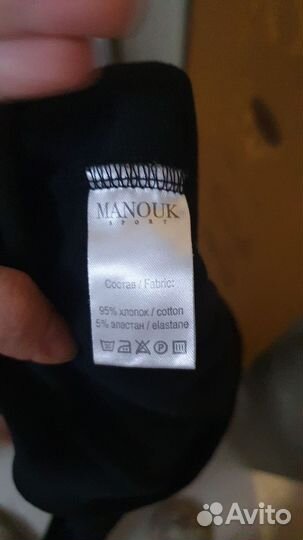 MANOUK
SPORT
Состав / Fabric:
95% хлопок / cotton
5% эластан / elastane
Avito